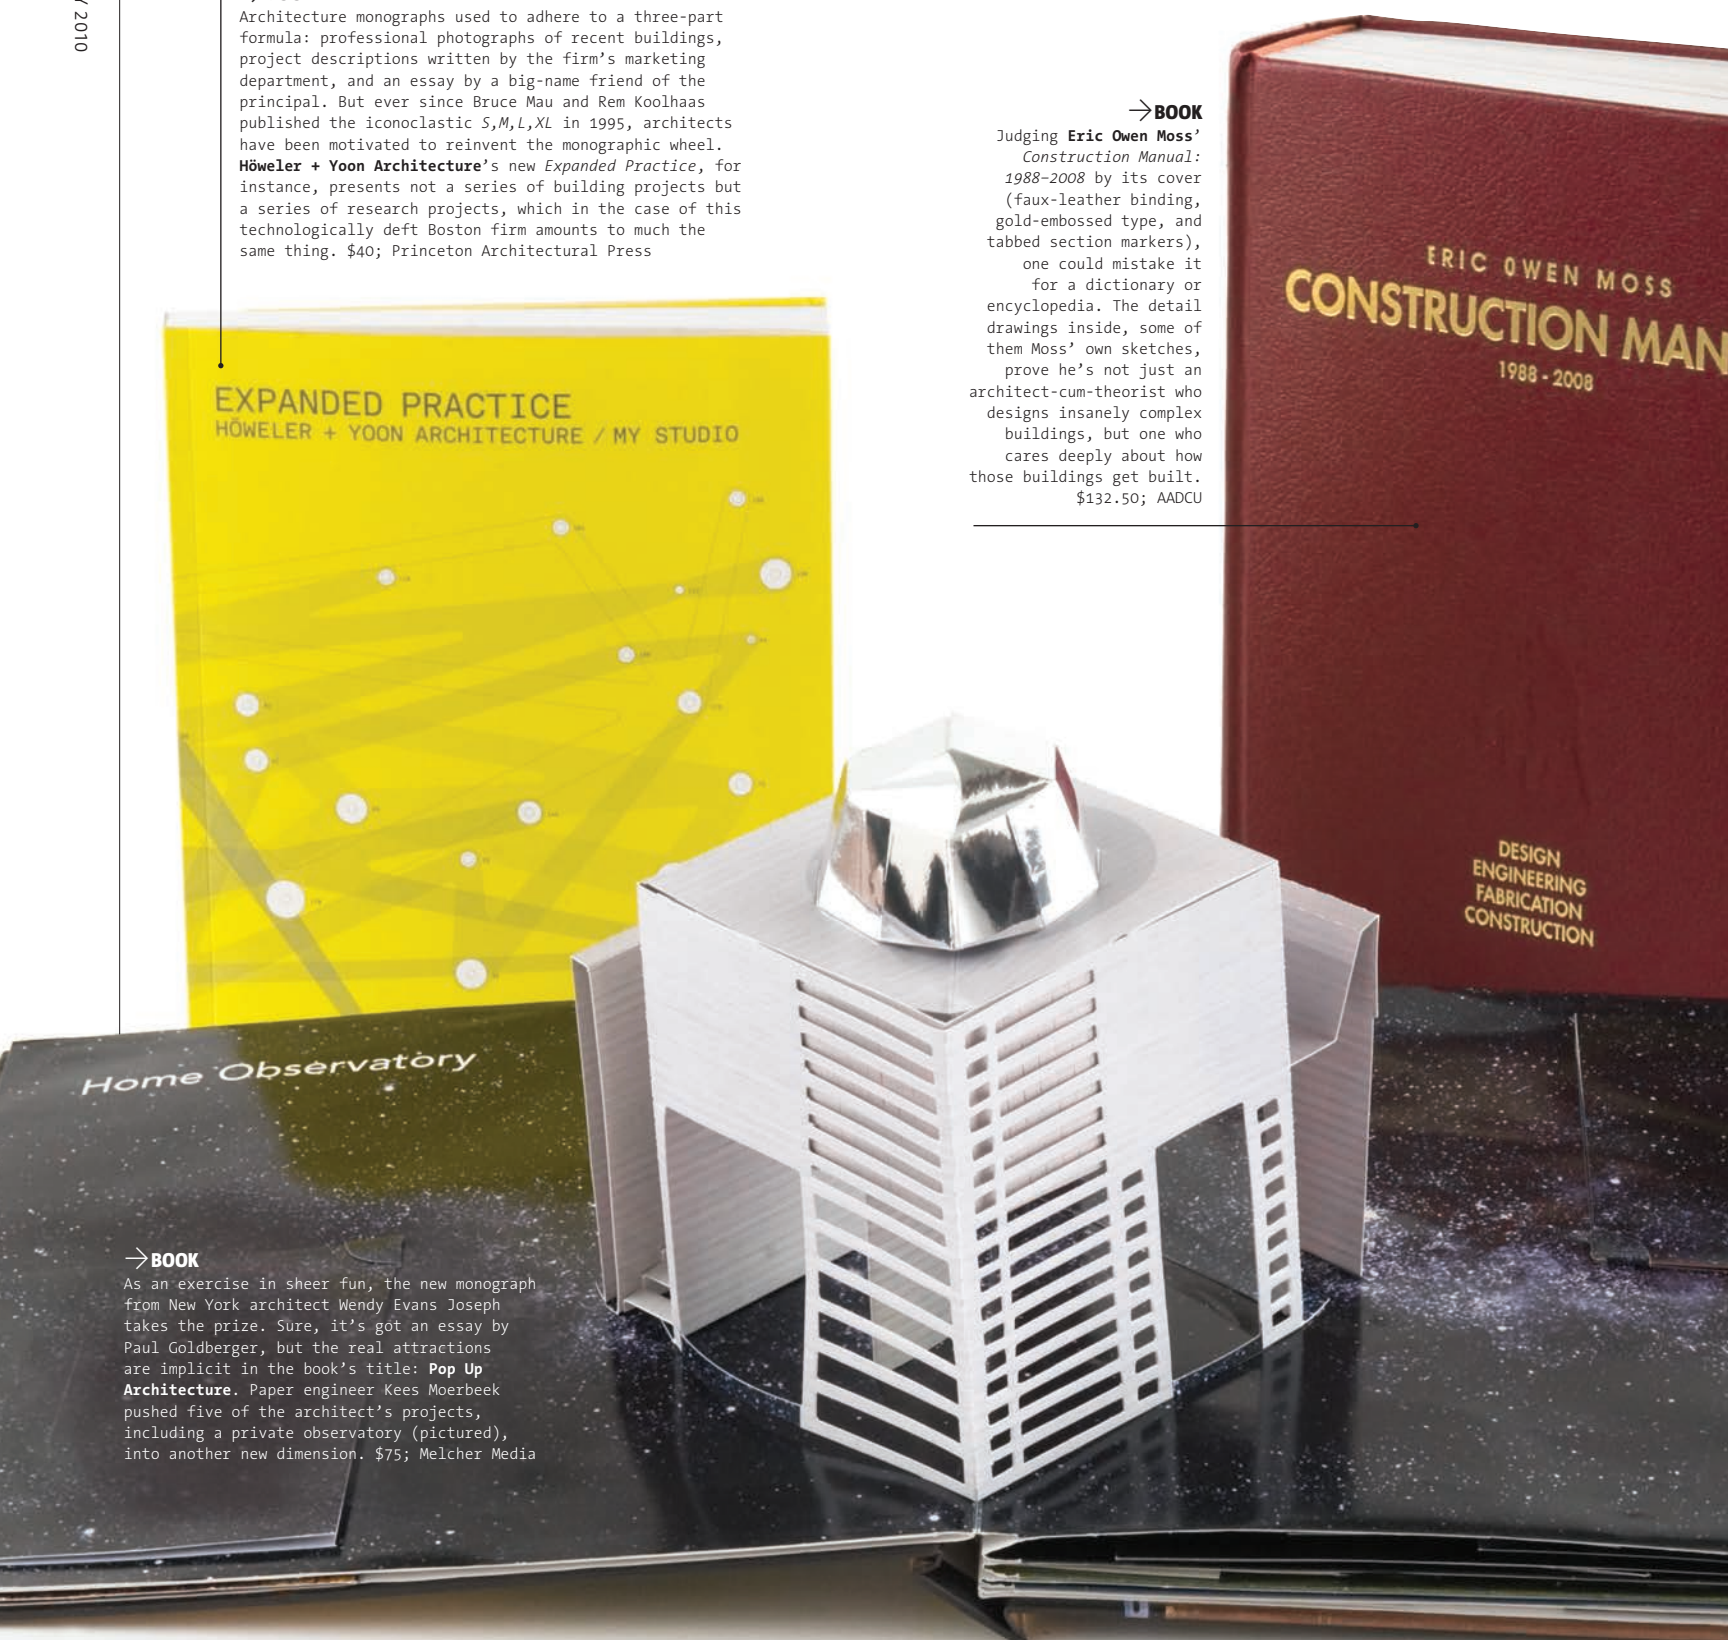 Y 2010
Architecture monographs used to adhere to a three-part
formula: professional photographs of recent buildings,
project descriptions written by the firm's marketing
department, and an essay by a big-name friend of the
principal. But ever since Bruce Mau and Rem Koolhaas
published the iconoclastic S,M,L,XL in 1995, architects
have been motivated to reinvent the monographic wheel.
Höweler + Yoon Architecture's new Expanded Practice, for
instance, presents not a series of building projects but
a series of research projects, which in the case of this
technologically deft Boston firm amounts to much the
same thing. $40; Princeton Architectural Press
→BOOK
Judging Eric Owen Moss'
Construction Manual:
1988–2008 by its cover
(faux-leather binding,
gold-embossed type, and
tabbed section markers),
one could mistake it
for a dictionary or
encyclopedia. The detail
drawings inside, some of
them Moss' own sketches,
prove he's not just an
architect-cum-theorist who
designs insanely complex
buildings, but one who
cares deeply about how
those buildings get built.
$132.50; AADCU
ERIC OWEN MOSS
CONSTRUCTION MAN
1988 - 2008
DESIGN
ENGINEERING
FABRICATION
CONSTRUCTION
EXPANDED PRACTICE
HÖWELER + YOON ARCHITECTURE / MY STUDIO
Home Observatory
→BOOK
As an exercise in sheer fun, the new monograph
from New York architect Wendy Evans Joseph
takes the prize. Sure, it's got an essay by
Paul Goldberger, but the real attractions
are implicit in the book's title: Pop Up
Architecture. Paper engineer Kees Moerbeek
pushed five of the architect's projects,
including a private observatory (pictured),
into another new dimension. $75; Melcher Media